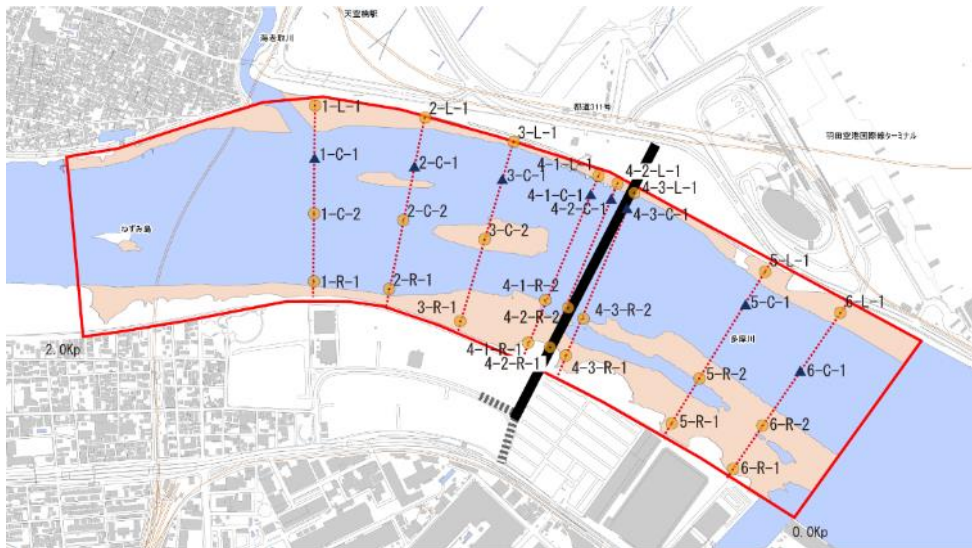 天空橋駅
海老取川
都道311号
羽田空港国際線ターミナル
1-L-1
2-L-1
3-L-1
4-1-L-1
4-2-L-1
4-3-L-1
1-C-1
2-C-1
3-C-1
4-1-C-1
4-2-C-1
4-3-C-1
1-C-2
2-C-2
3-C-2
ねずみ島
5-L-1
6-L-1
1-R-1
2-R-1
3-R-1
4-1-R-2
4-2-R-2
4-3-R-2
5-C-1
多摩川
2.0Kp
4-1-R-1
4-2-R-1
4-3-R-1
6-C-1
5-R-2
5-R-1
6-R-2
6-R-1
0.0Kp